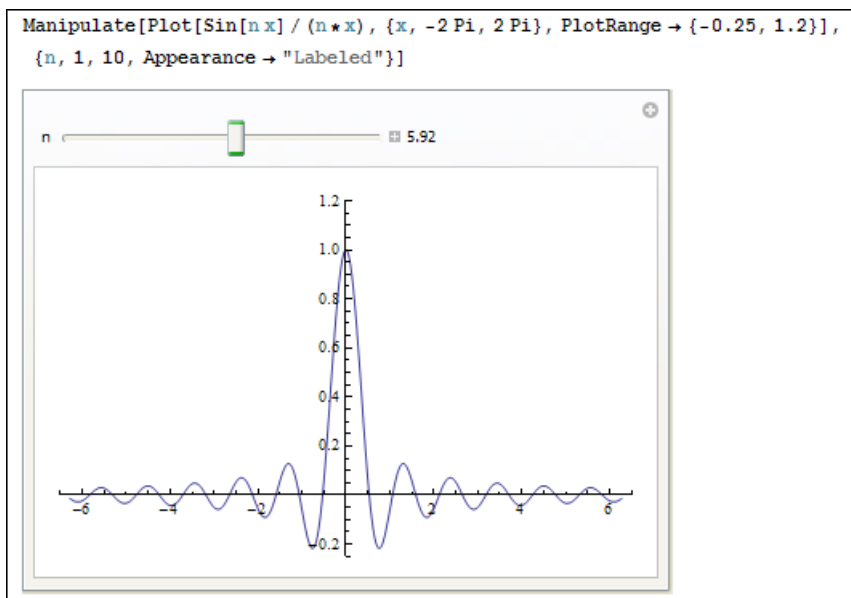 Manipulate[Plot[Sin[n x] / (n * x), {x, -2 Pi, 2 Pi}, PlotRange → {-0.25, 1.2}],
{n, 1, 10, Appearance → "Labeled"}]
n 5.92
1.2
1.0
0.8
0.6
0.4
0.2
-6 -4 -2 2 4 6
-0.2